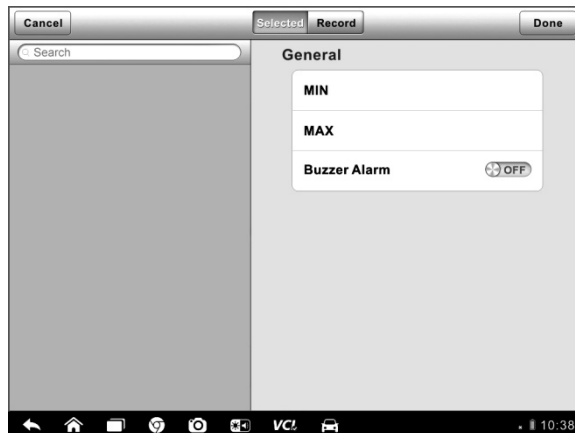 Cancel
Selected Record
Done
Search
General
MIN
MAX
Buzzer Alarm OFF
VCI
10:38